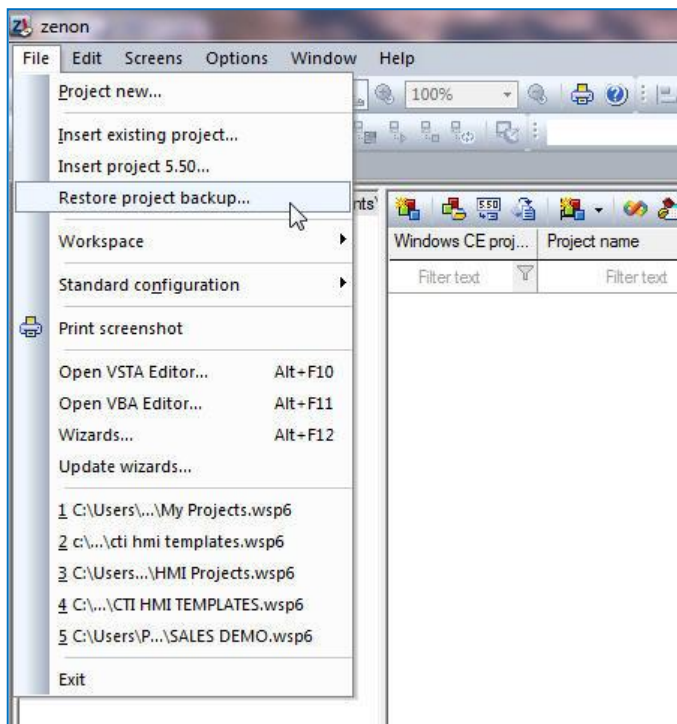 zenon
File Edit Screens Options Window Help
100%
Project new...
Insert existing project...
Insert project 5.50...
Restore project backup...
nts'
Workspace
Standard configuration
Print screenshot
Open VSTA Editor... Alt+F10
Open VBA Editor... Alt+F11
Wizards... Alt+F12
Update wizards...
1 C:\Users\...\My Projects.wsp6
2 c:\...\cti hmi templates.wsp6
3 C:\Users...\HMI Projects.wsp6
4 C:\...\CTI HMI TEMPLATES.wsp6
5 C:\Users\P...\SALES DEMO.wsp6
Exit
550
Windows CE proj... Project name
Filter text Filter text